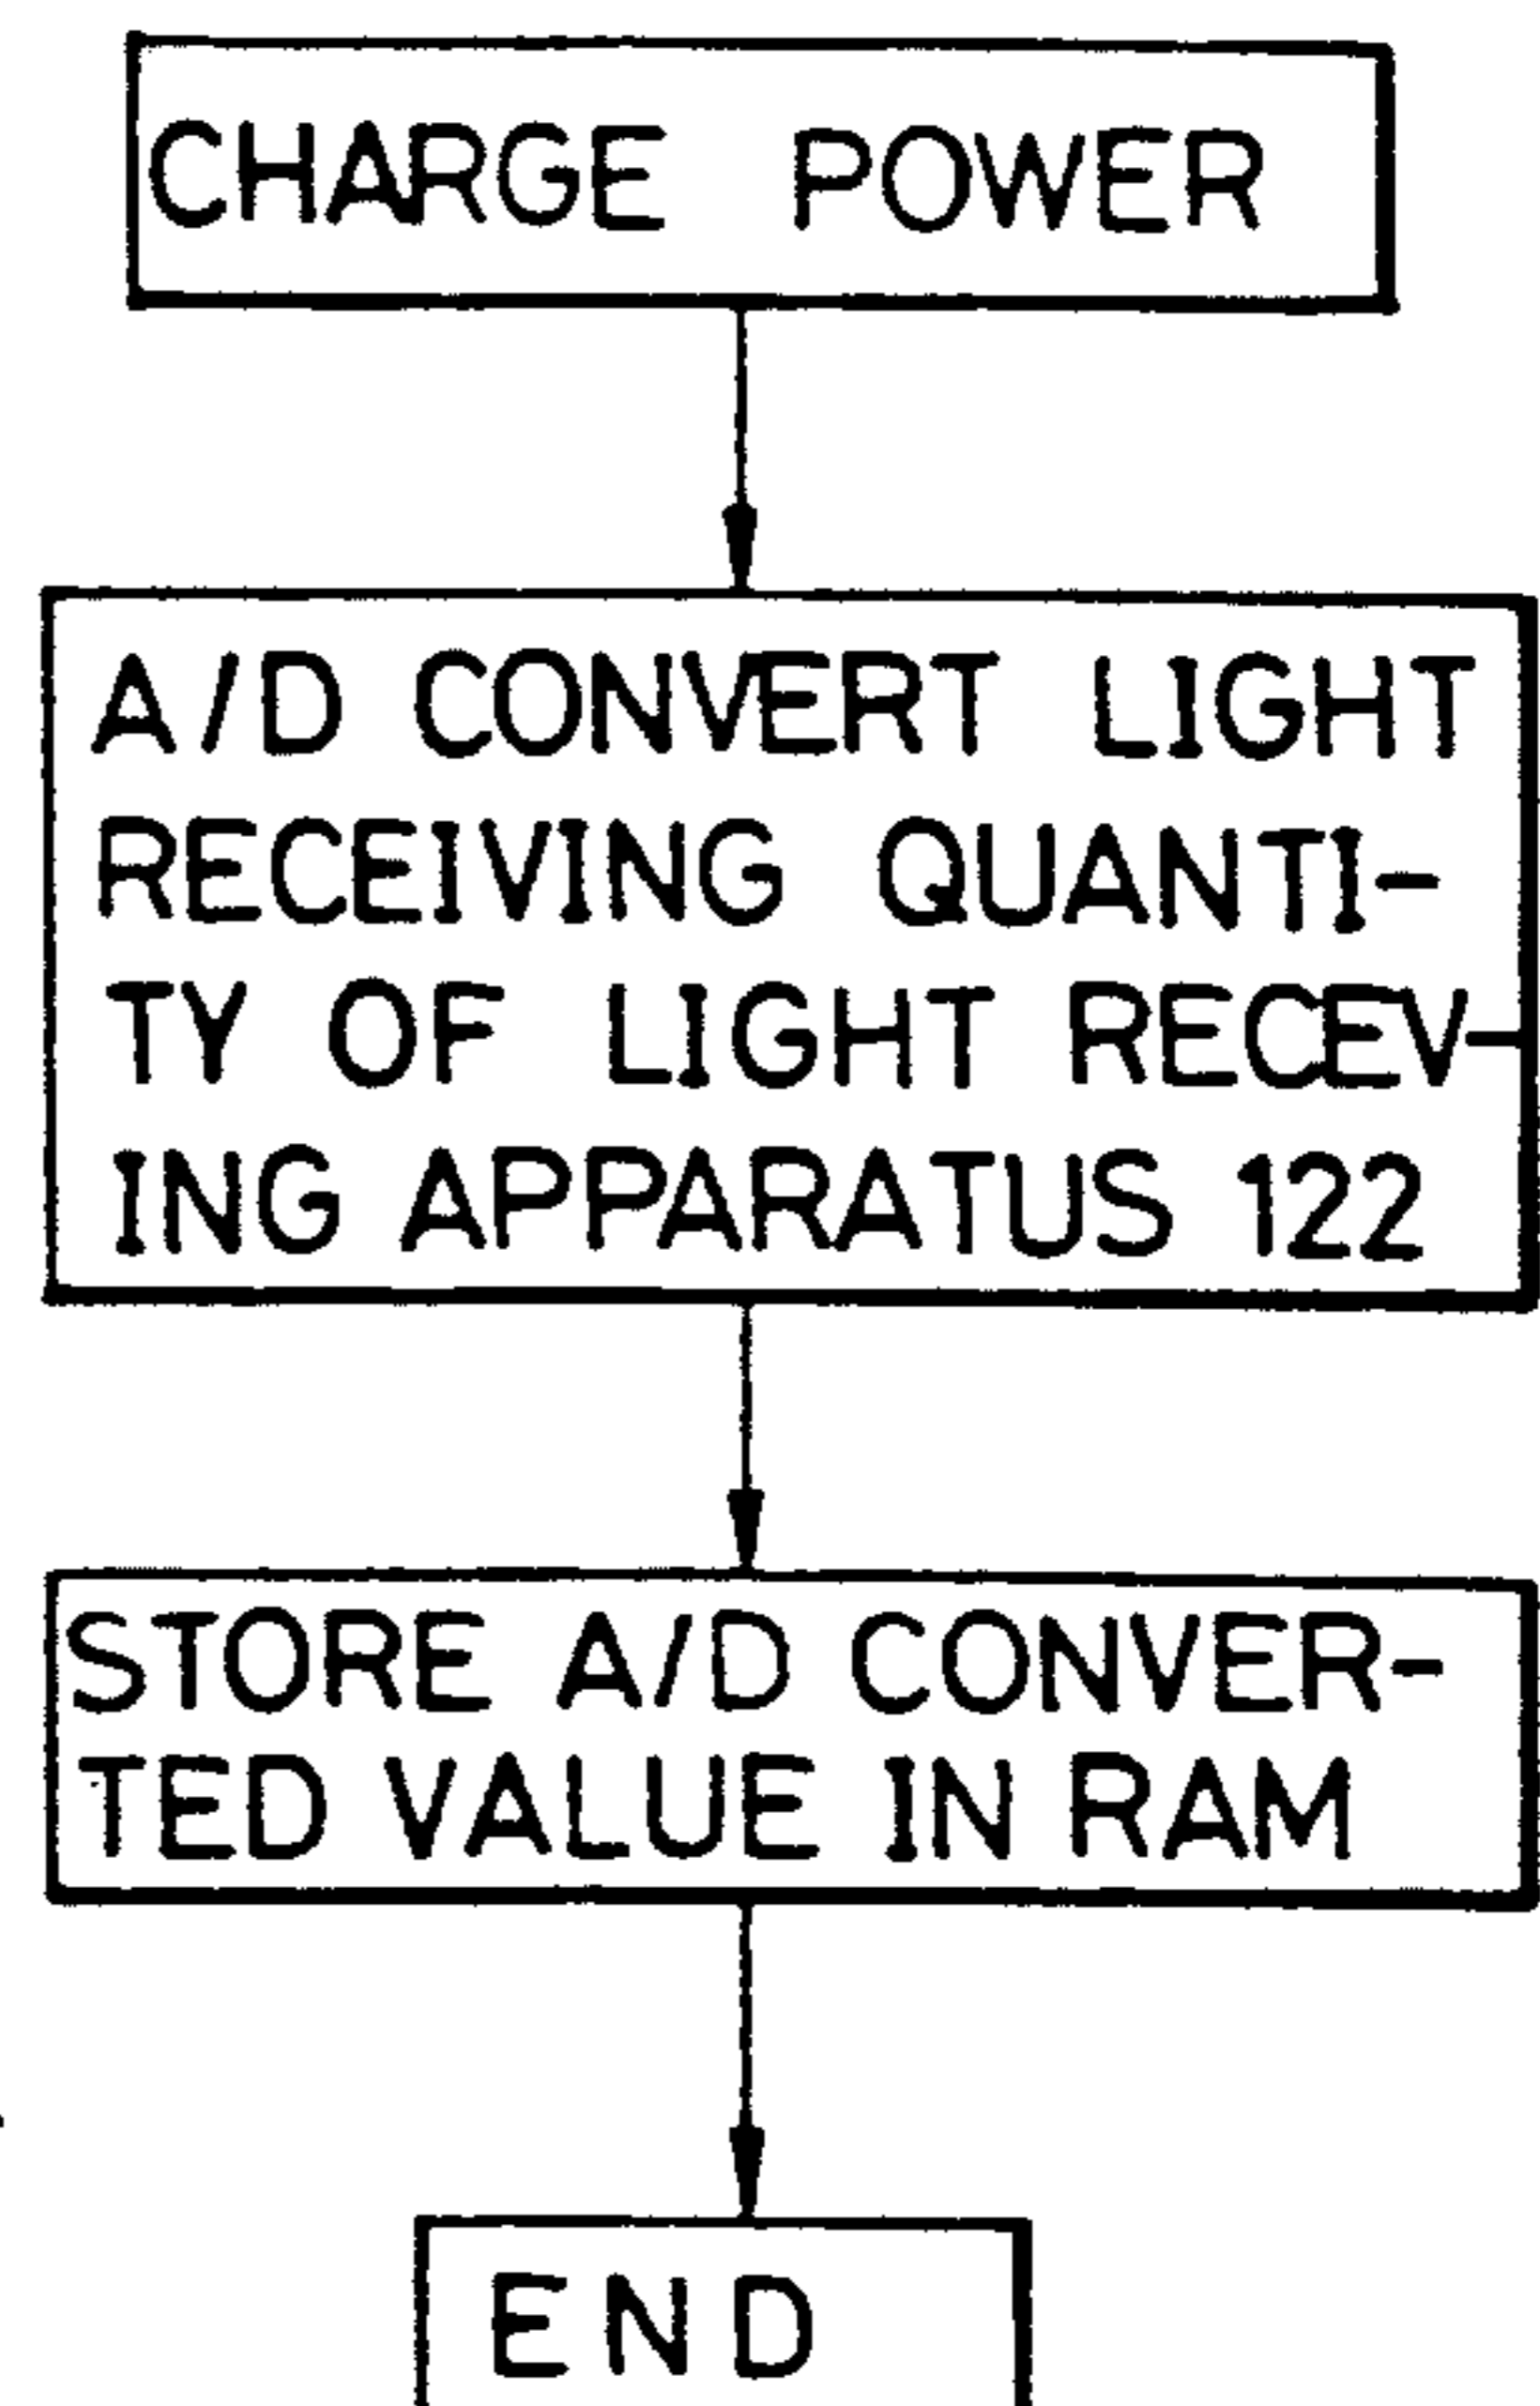 CHARGE POWER
A/D CONVERT LIGHT
RECEIVING QUANTI-
TY OF LIGHT RECEV-
ING APPARATUS 122
STORE A/D CONVER-
TED VALUE IN RAM
END